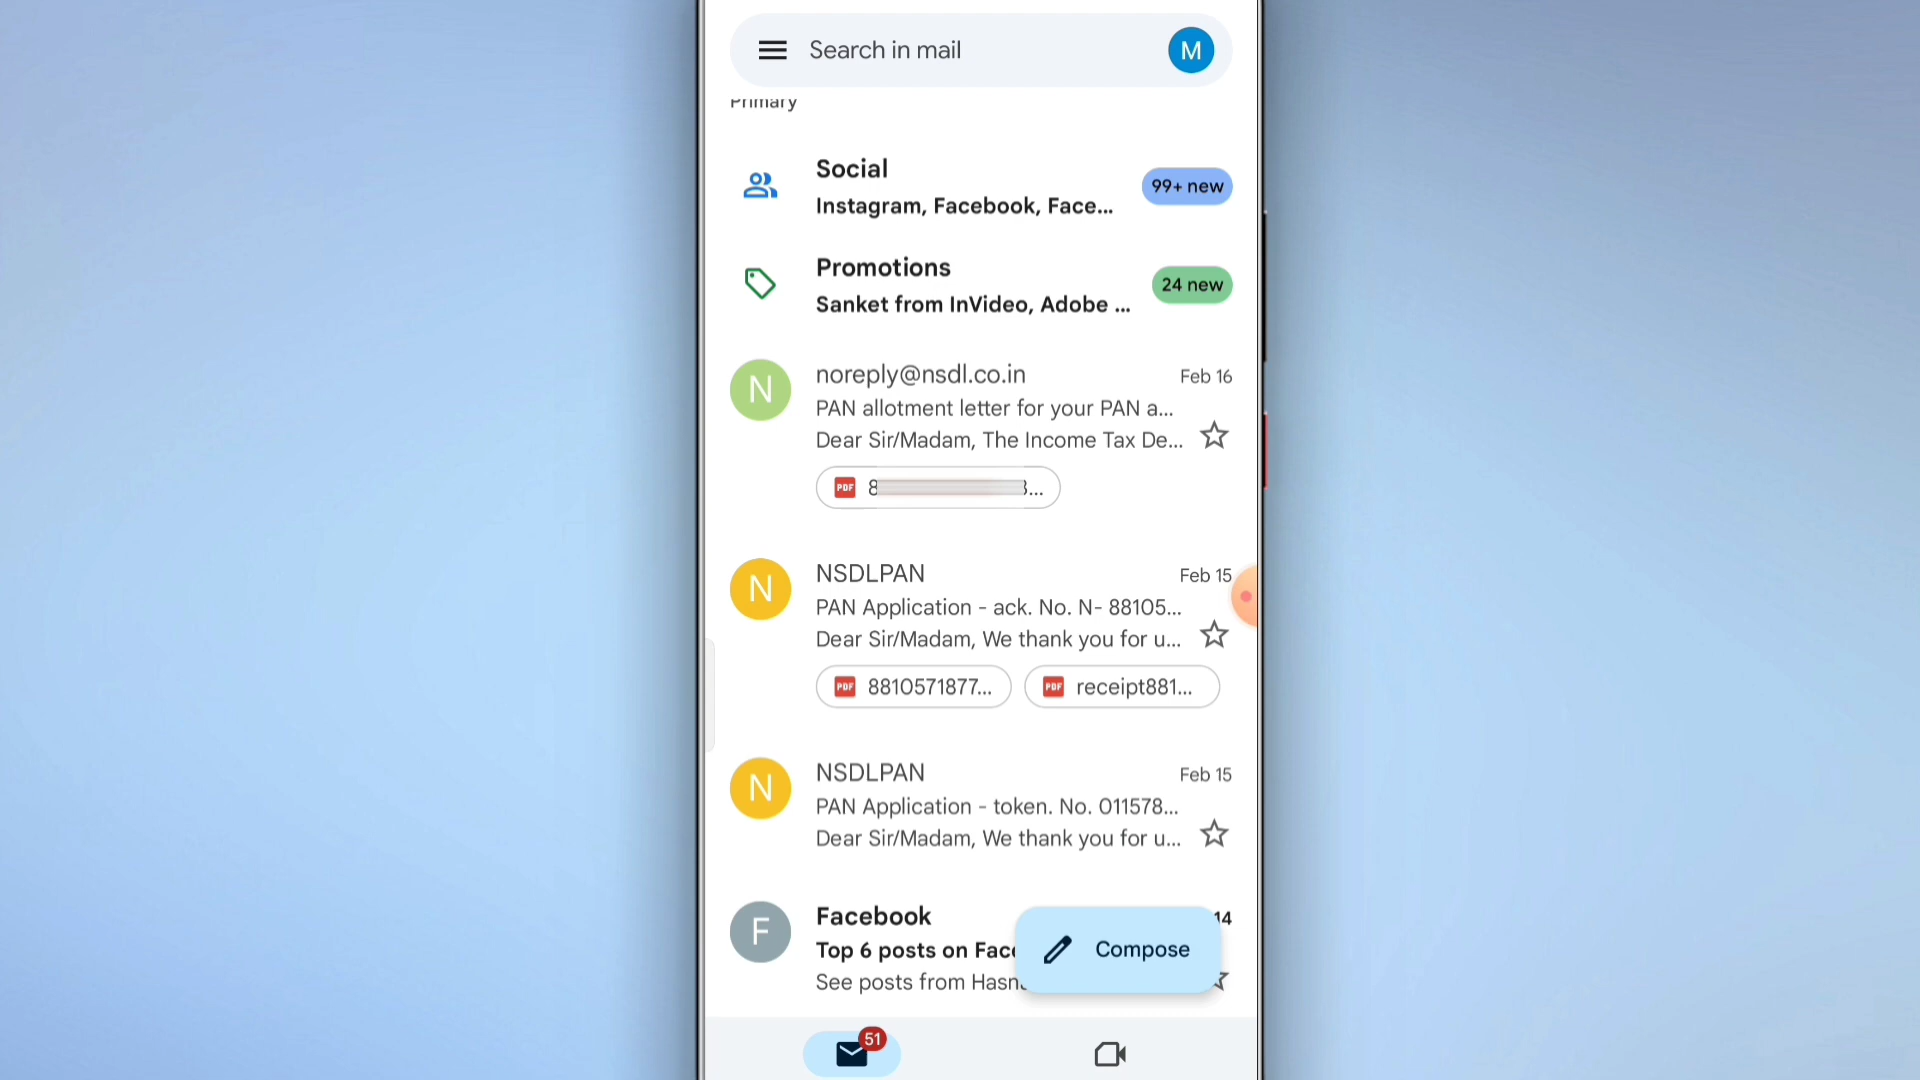 Search in mail
M
Primary
Social
99+ new
Instagram, Facebook, Face...
Promotions
24 new
Sanket from InVideo, Adobe ...
N
noreply@nsdl.co.in
Feb 16
PAN allotment letter for your PAN a...
Dear Sir/Madam, The Income Tax De...
PDF
N
NSDLPAN
Feb 15
PAN Application - ack. No. N- 88105...
Dear Sir/Madam, We thank you for u...
PDF 8810571877...
PDF receipt881...
N
NSDLPAN
Feb 15
PAN Application - token. No. 011578...
Dear Sir/Madam, We thank you for u...
F
Facebook
14
Top 6 posts on
See posts from
Compose
51